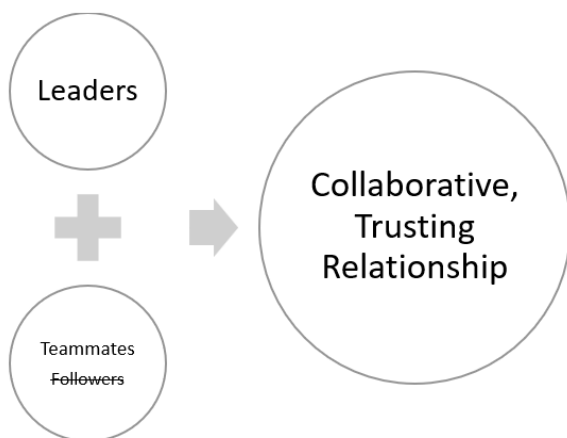 Leaders
Teammates
Followers
Collaborative,
Trusting
Relationship